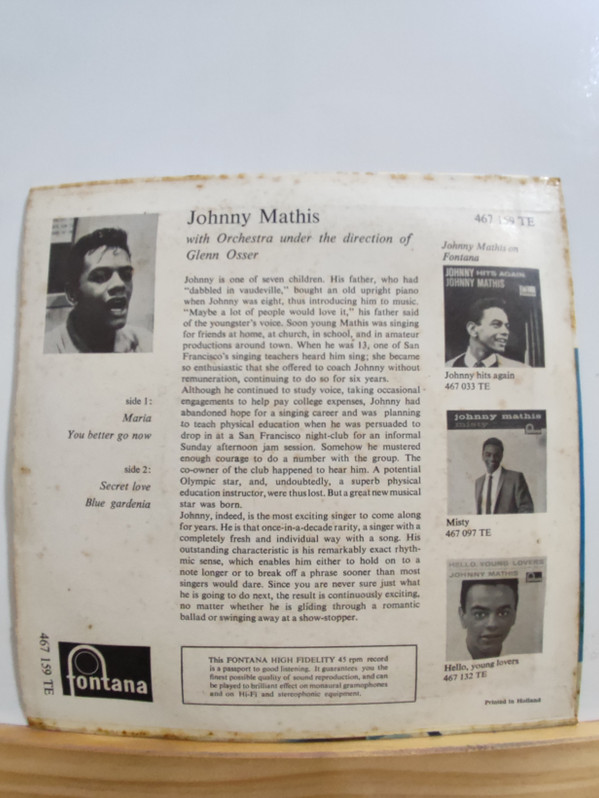 Johnny Mathis
467 159 TE
with Orchestra under the direction of
Glenn Osser
Johnny is one of seven children. His father, who had
"dabbled in vaudeville," bought an old upright piano
when Johnny was eight, thus introducing him to music.
"Maybe a lot of people would love it," his father said
of the youngster's voice. Soon young Mathis was singing
for friends at home, at church, in school, and in amateur
productions around town. When he was 13, one of San
Francisco's singing teachers heard him sing; she became
so enthusiastic that she offered to coach Johnny without
remuneration, continuing to do so for six years.
Although he continued to study voice, taking occasional
engagements to help pay college expenses, Johnny had
abandoned hope for a singing career and was planning
to teach physical education when he was persuaded to
drop in at a San Francisco night-club for an informal
Sunday afternoon jam session. Somehow he mustered
enough courage to do a number with the group. The
co-owner of the club happened to hear him. A potential
Olympic star, and, undoubtedly, a superb physical
education instructor, were thus lost. But a great new musical
star was born.
Johnny, indeed, is the most exciting singer to come along
for years. He is that once-in-a-decade rarity, a singer with a
completely fresh and individual way with a song. His
outstanding characteristic is his remarkably exact rhyth-
mic sense, which enables him either to hold on to a
note longer or to break off a phrase sooner than most
singers would dare. Since you are never sure just what
he is going to do next, the result is continuously exciting,
no matter whether he is gliding through a romantic
ballad or swinging away at a show-stopper.
side 1:
Maria
You better go now
side 2:
Secret love
Blue gardenia
Johnny Mathis on
Fontana
JOHNNY HITS AGAIN
JOHNNY MATHIS
Johnny hits again
467 033 TE
johnny mathis
misty
Misty
467 097 TE
HELLO, YOUNG LOVERS
JOHNNY MATHIS
Hello, young lovers
467 132 TE
467 159 TE
fontana
This FONTANA HIGH FIDELITY 45 rpm record
is a passport to good listening. It guarantees you the
finest possible quality of sound reproduction, and can
be played to brilliant effect on monaural gramophones
and on Hi-Fi and stereophonic equipment.
Printed in Holland